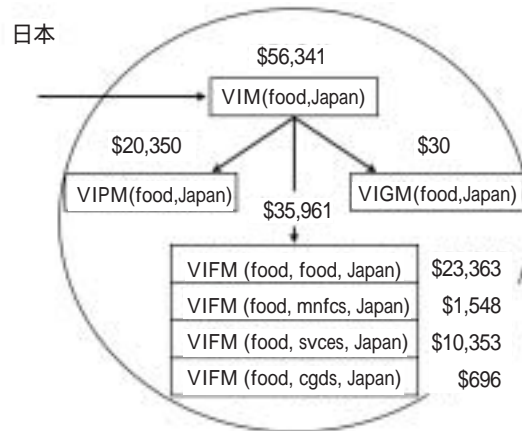 日本
$56,341
VIM(food,Japan)
$20,350
$30
VIPM(food,Japan)
VIGM(food,Japan)
$35,961
VIFM (food, food, Japan) $23,363
VIFM (food, mnfcs, Japan) $1,548
VIFM (food, svces, Japan) $10,353
VIFM (food, cgds, Japan) $696